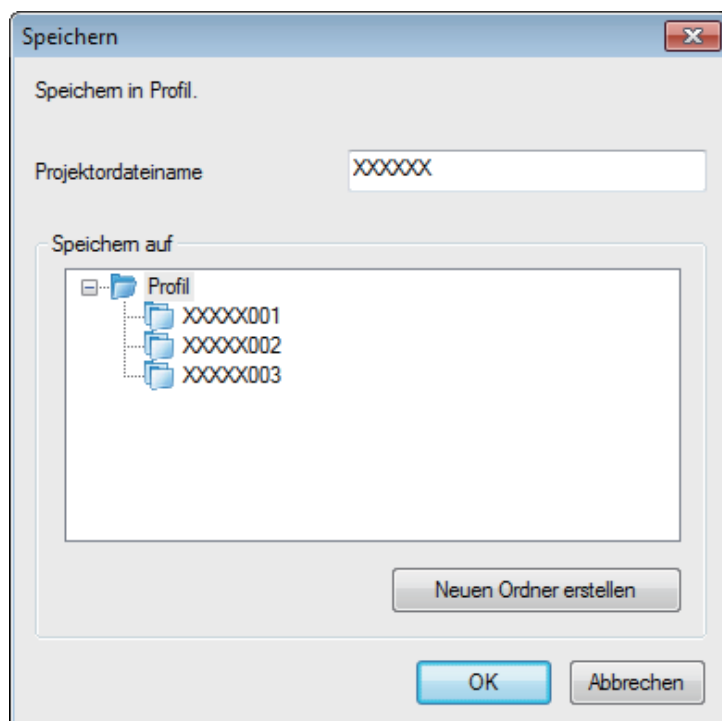 Speichern
Speichern in Profil.
Projektordateiname XXXXXX
Speichern auf
Profil
XXXXX001
XXXXX002
XXXXX003
Neuen Ordner erstellen
OK Abbrechen